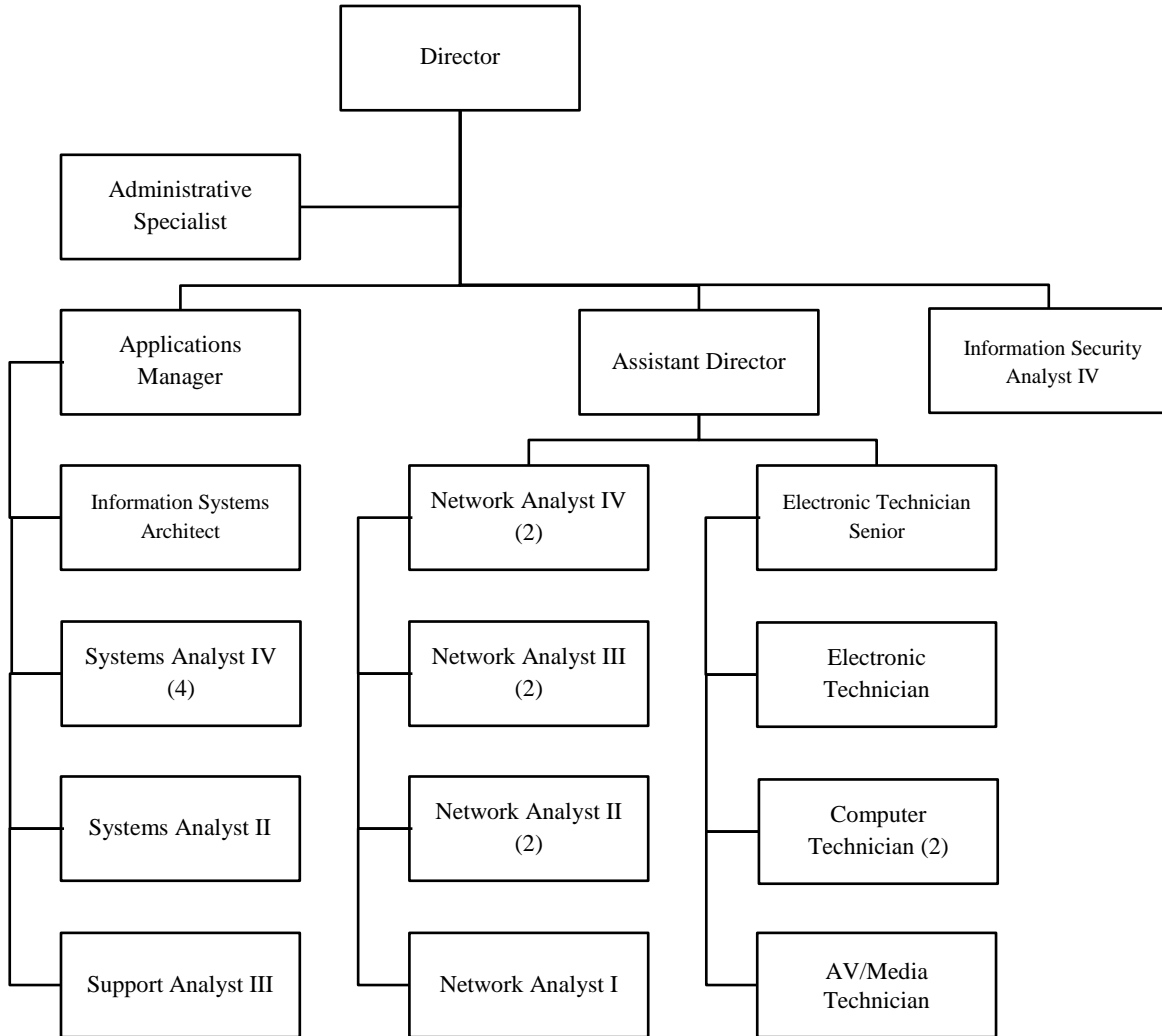 Director
Administrative
Specialist
Applications
Manager
Assistant Director
Information Security
Analyst IV
Information Systems
Architect
Network Analyst IV
(2)
Electronic Technician
Senior
Systems Analyst IV
(4)
Network Analyst III
(2)
Electronic
Technician
Systems Analyst II
Network Analyst II
(2)
Computer
Technician (2)
Support Analyst III
Network Analyst I
AV/Media
Technician